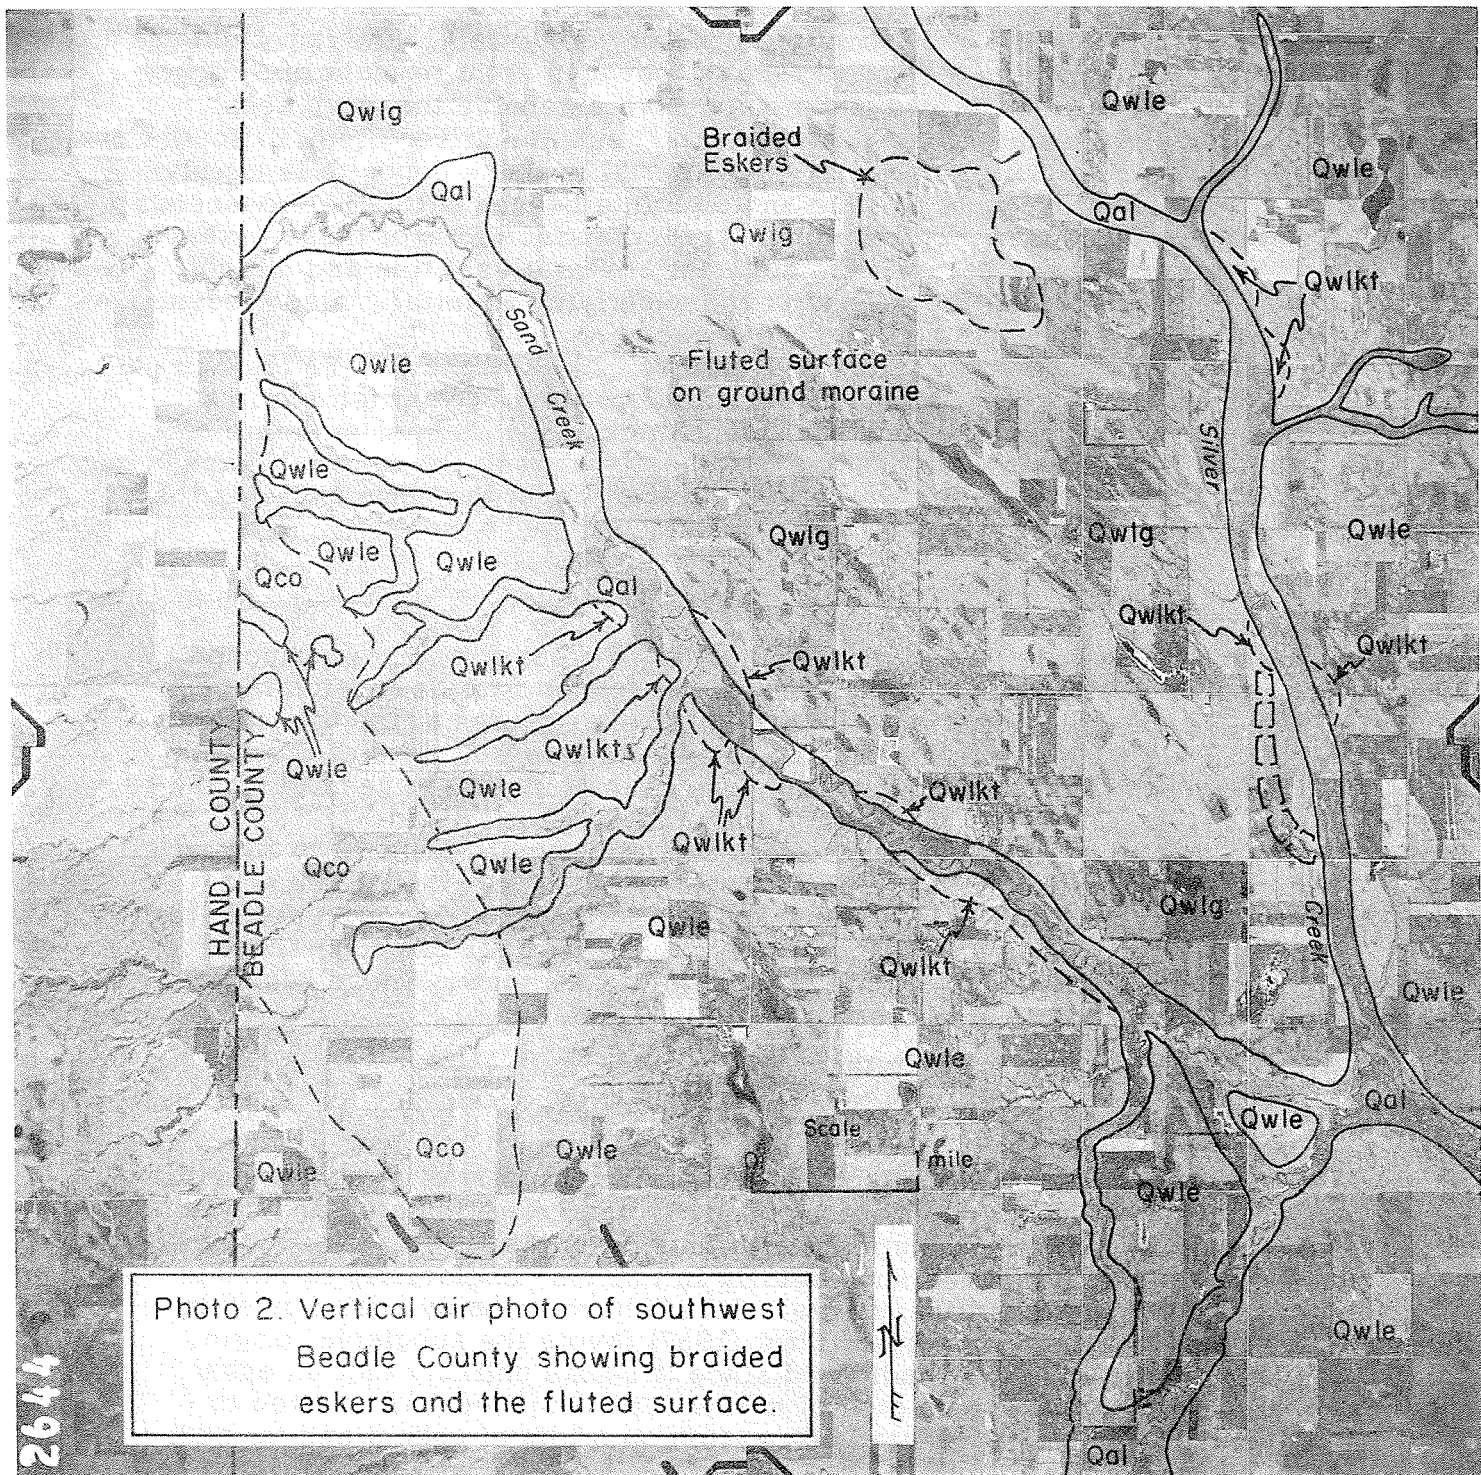 Qwlg
Qwle
Braided
Eskers
Qwle
Qal
Qal
Qwlg
Qwlkt
Sand
Creek
Qwle
Fluted surface
on ground moraine
Silver
Qwle
Qwlg
Qwlg
Qwle
Qwle
Qwle
Qco
Qal
Qwlkt
Qwlkt
Qwlkt
Qwlkt
Qwlkts
Qwle
Qwle
Qwlkt
Qwlkt
HAND COUNTY
BEADLE COUNTY
Qco
Qwle
Qwle
Qwlg
Creek
Qwlkt
Qwle
Qwle
Qal
Qwle
Scale
0 1 mile
Qco
Qwle
Qwle
Qwle
Qwle
Qal
N
Photo 2. Vertical air photo of southwest
Beadle County showing braided
eskers and the fluted surface.
2644